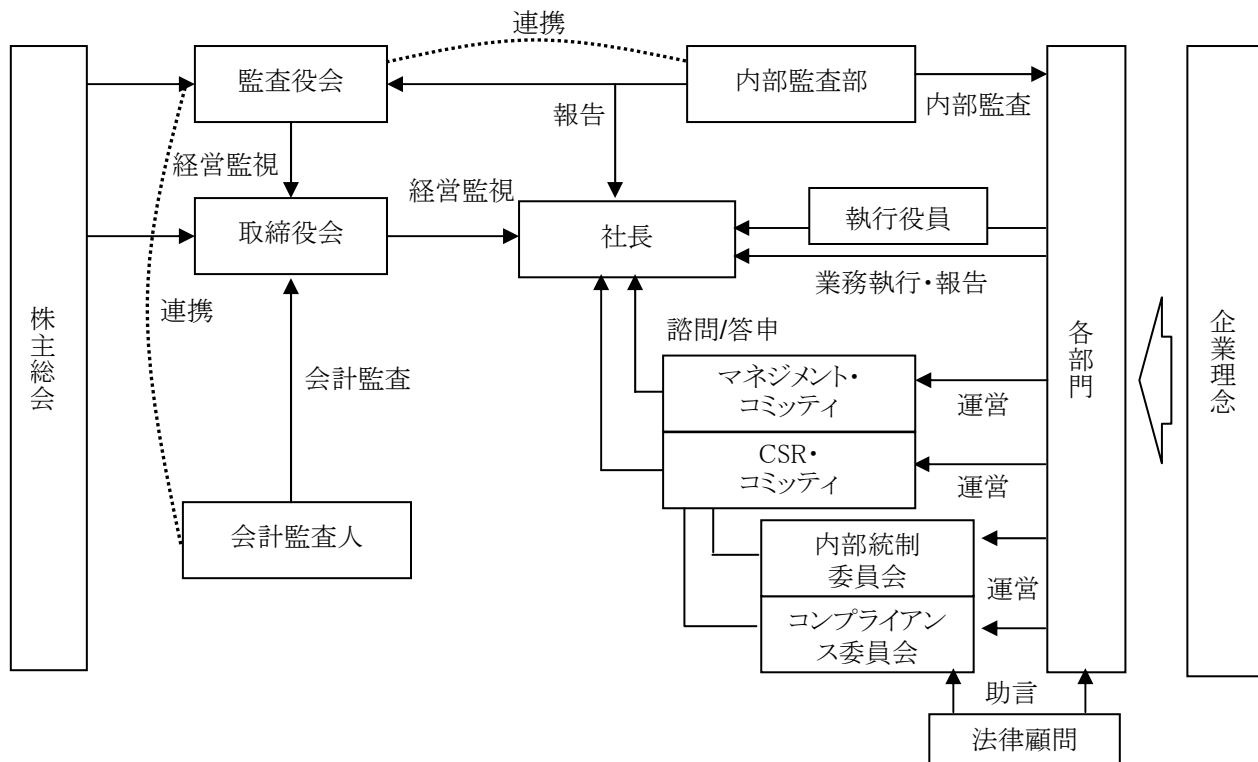 連携
監査役会
内部監査部
報告
内部監査
経営監視
経営監視
取締役会
社長
執行役員
業務執行・報告
株主総会
連携
諮問/答申
各部門
企業理念
会計監査
マネジメント・
コミッティ
運営
CSR・
コミッティ
運営
会計監査人
内部統制
委員会
運営
コンプライアン
ス委員会
助言
法律顧問